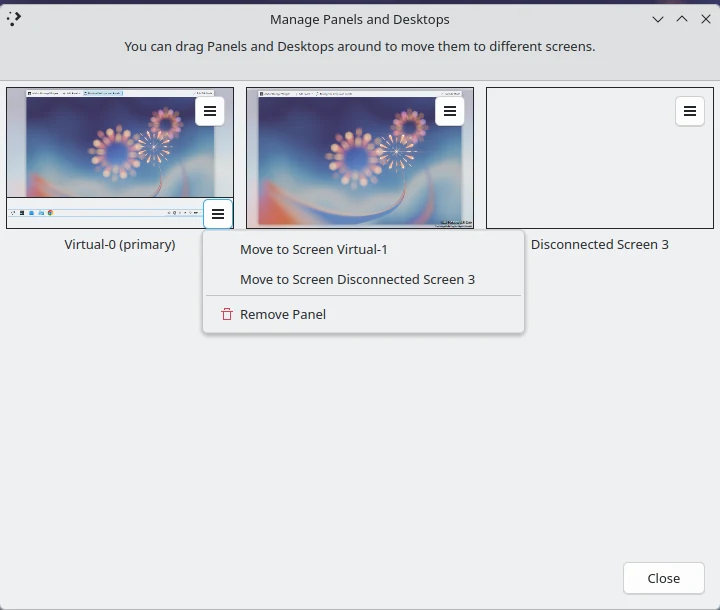 Manage Panels and Desktops
You can drag Panels and Desktops around to move them to different screens.
Virtual-0 (primary)
Disconnected Screen 3
Move to Screen Virtual-1
Move to Screen Disconnected Screen 3
Remove Panel
Close